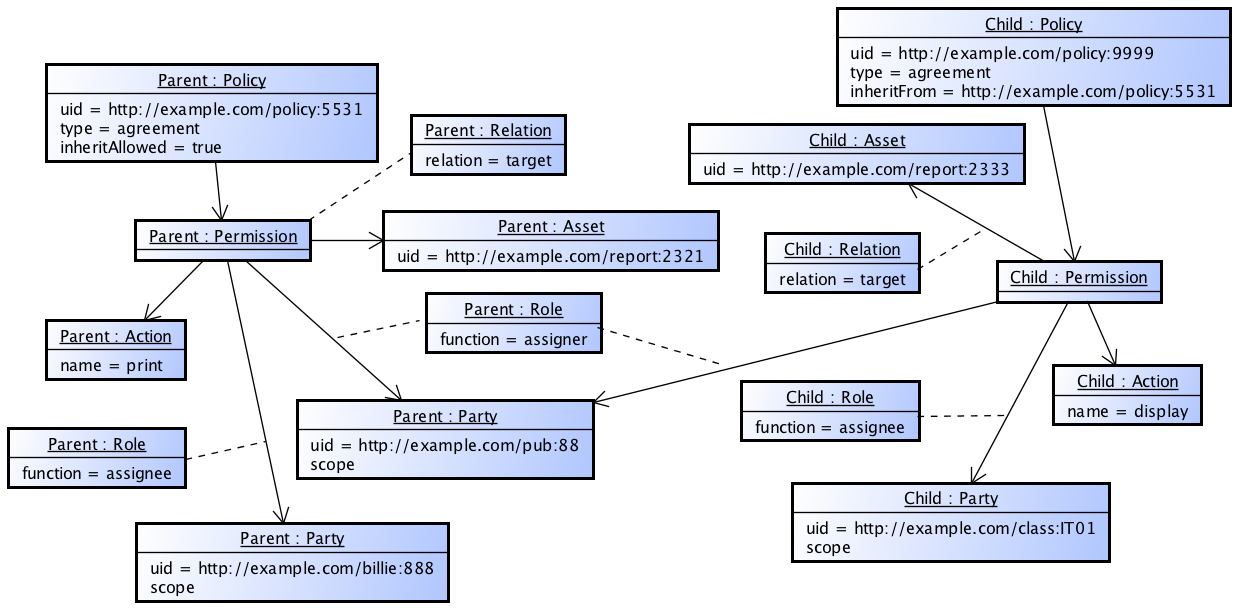 Child : Policy
uid = http://example.com/policy:9999
type = agreement
inheritFrom = http://example.com/policy:5531
Parent : Policy
uid = http://example.com/policy:5531
type = agreement
inheritAllowed = true
Parent : Relation
relation = target
Child : Asset
uid = http://example.com/report:2333
Parent : Permission
Parent : Asset
uid = http://example.com/report:2321
Child : Relation
relation = target
Child : Permission
Parent : Action
name = print
Parent : Role
function = assigner
Child : Action
name = display
Child : Role
function = assignee
Parent : Party
uid = http://example.com/pub:88
scope
Parent : Role
function = assignee
Child : Party
uid = http://example.com/class:IT01
scope
Parent : Party
uid = http://example.com/billie:888
scope